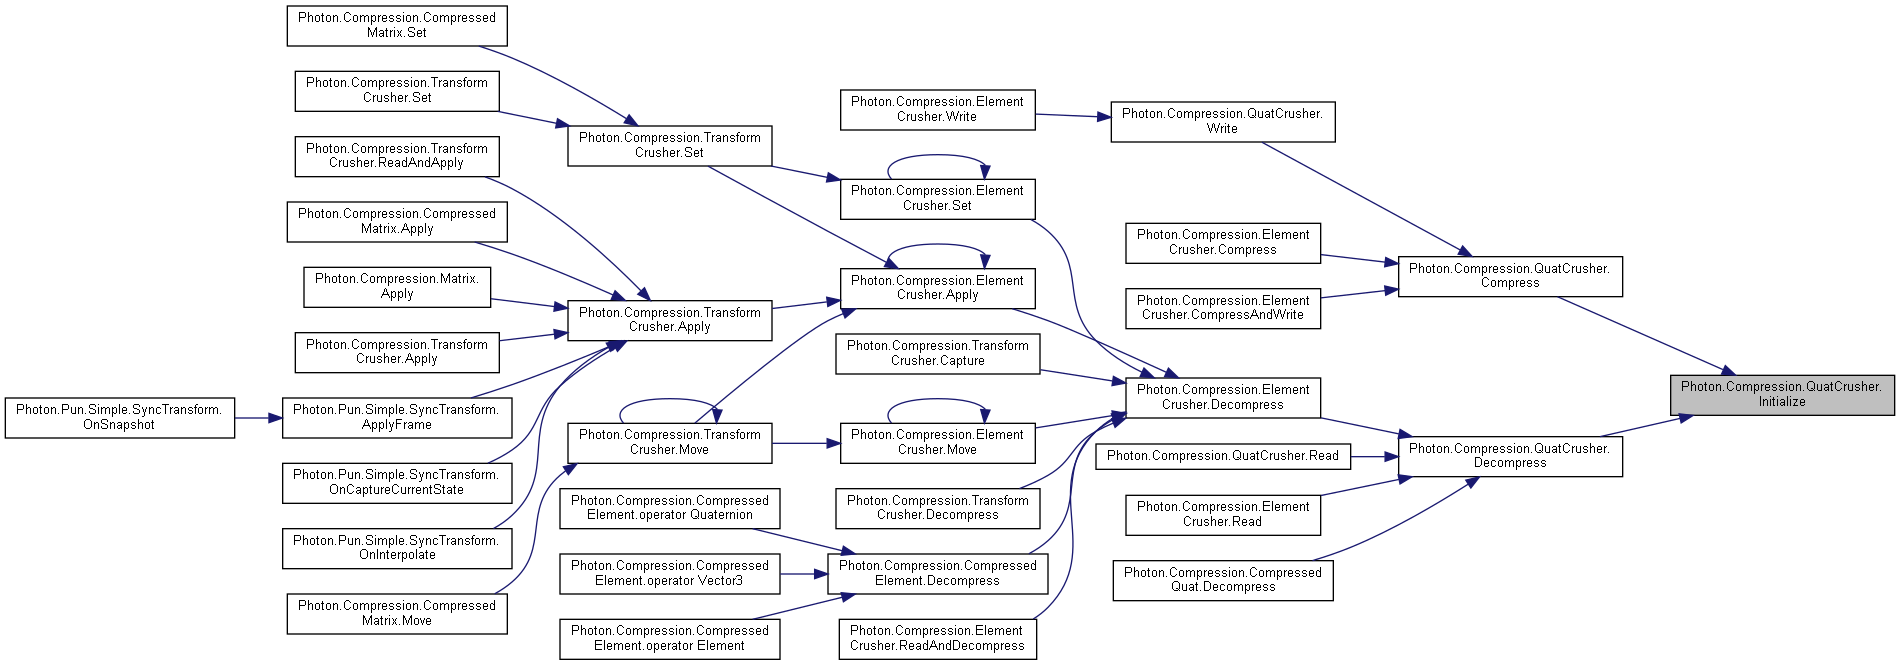 Photon.Compression.Compressed
Matrix.Set
Photon.Compression.Transform
Crusher.Set
Photon.Compression.Transform
Crusher.ReadAndApply
Photon.Compression.Compressed
Matrix.Apply
Photon.Compression.Matrix.
Apply
Photon.Compression.Transform
Crusher.Apply
Photon.Pun.Simple.SyncTransform.
OnSnapshot
Photon.Pun.Simple.SyncTransform.
ApplyFrame
Photon.Pun.Simple.SyncTransform.
OnCaptureCurrentState
Photon.Pun.Simple.SyncTransform.
OnInterpolate
Photon.Compression.Compressed
Matrix.Move
Photon.Compression.Transform
Crusher.Set
Photon.Compression.Transform
Crusher.Apply
Photon.Compression.Transform
Crusher.Move
Photon.Compression.Compressed
Element.operator Quaternion
Photon.Compression.Compressed
Element.operator Vector3
Photon.Compression.Compressed
Element.operator Element
Photon.Compression.Element
Crusher.Write
Photon.Compression.Element
Crusher.Set
Photon.Compression.Element
Crusher.Apply
Photon.Compression.Transform
Crusher.Capture
Photon.Compression.Element
Crusher.Move
Photon.Compression.Transform
Crusher.Decompress
Photon.Compression.Compressed
Element.Decompress
Photon.Compression.Element
Crusher.ReadAndDecompress
Photon.Compression.QuatCrusher.
Write
Photon.Compression.Element
Crusher.Compress
Photon.Compression.Element
Crusher.CompressAndWrite
Photon.Compression.Element
Crusher.Decompress
Photon.Compression.QuatCrusher.Read
Photon.Compression.Element
Crusher.Read
Photon.Compression.Compressed
Quat.Decompress
Photon.Compression.QuatCrusher.
Compress
Photon.Compression.QuatCrusher.
Decompress
Photon.Compression.QuatCrusher.
Initialize